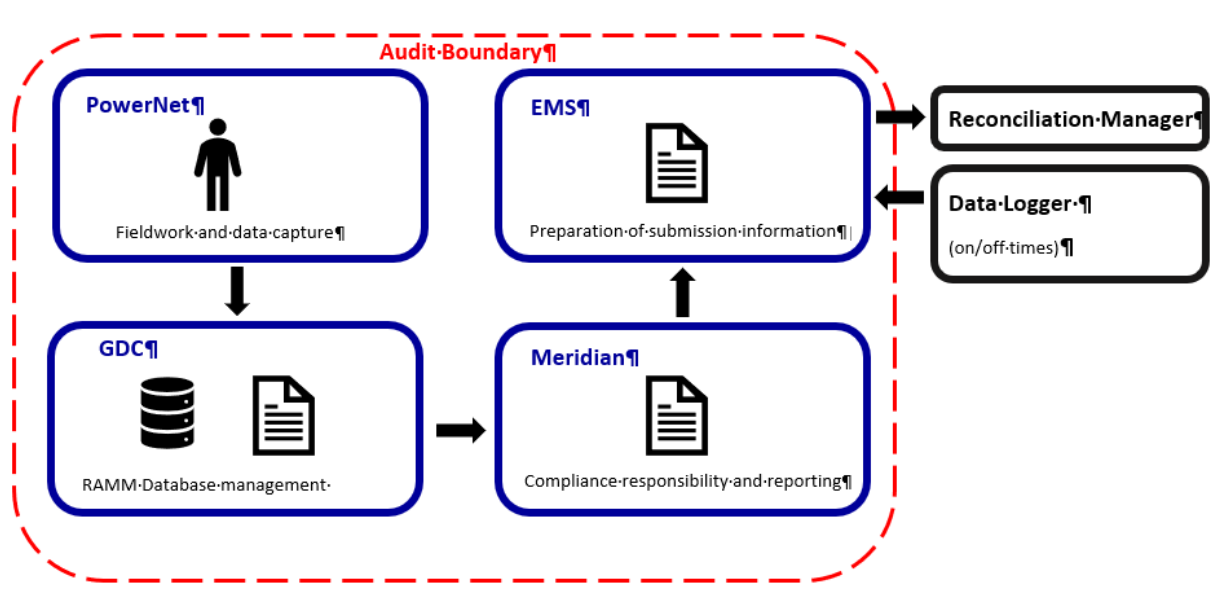 Audit·Boundary¶
PowerNet¶
Fieldwork·and·data·capture¶
EMS¶
Preparation·of·submission·information¶
Reconciliation·Manager¶
Data·Logger·¶
(on/off·times)¶
GDC¶
RAMM·Database·management·
Meridian¶
Compliance·responsibility·and·reporting¶